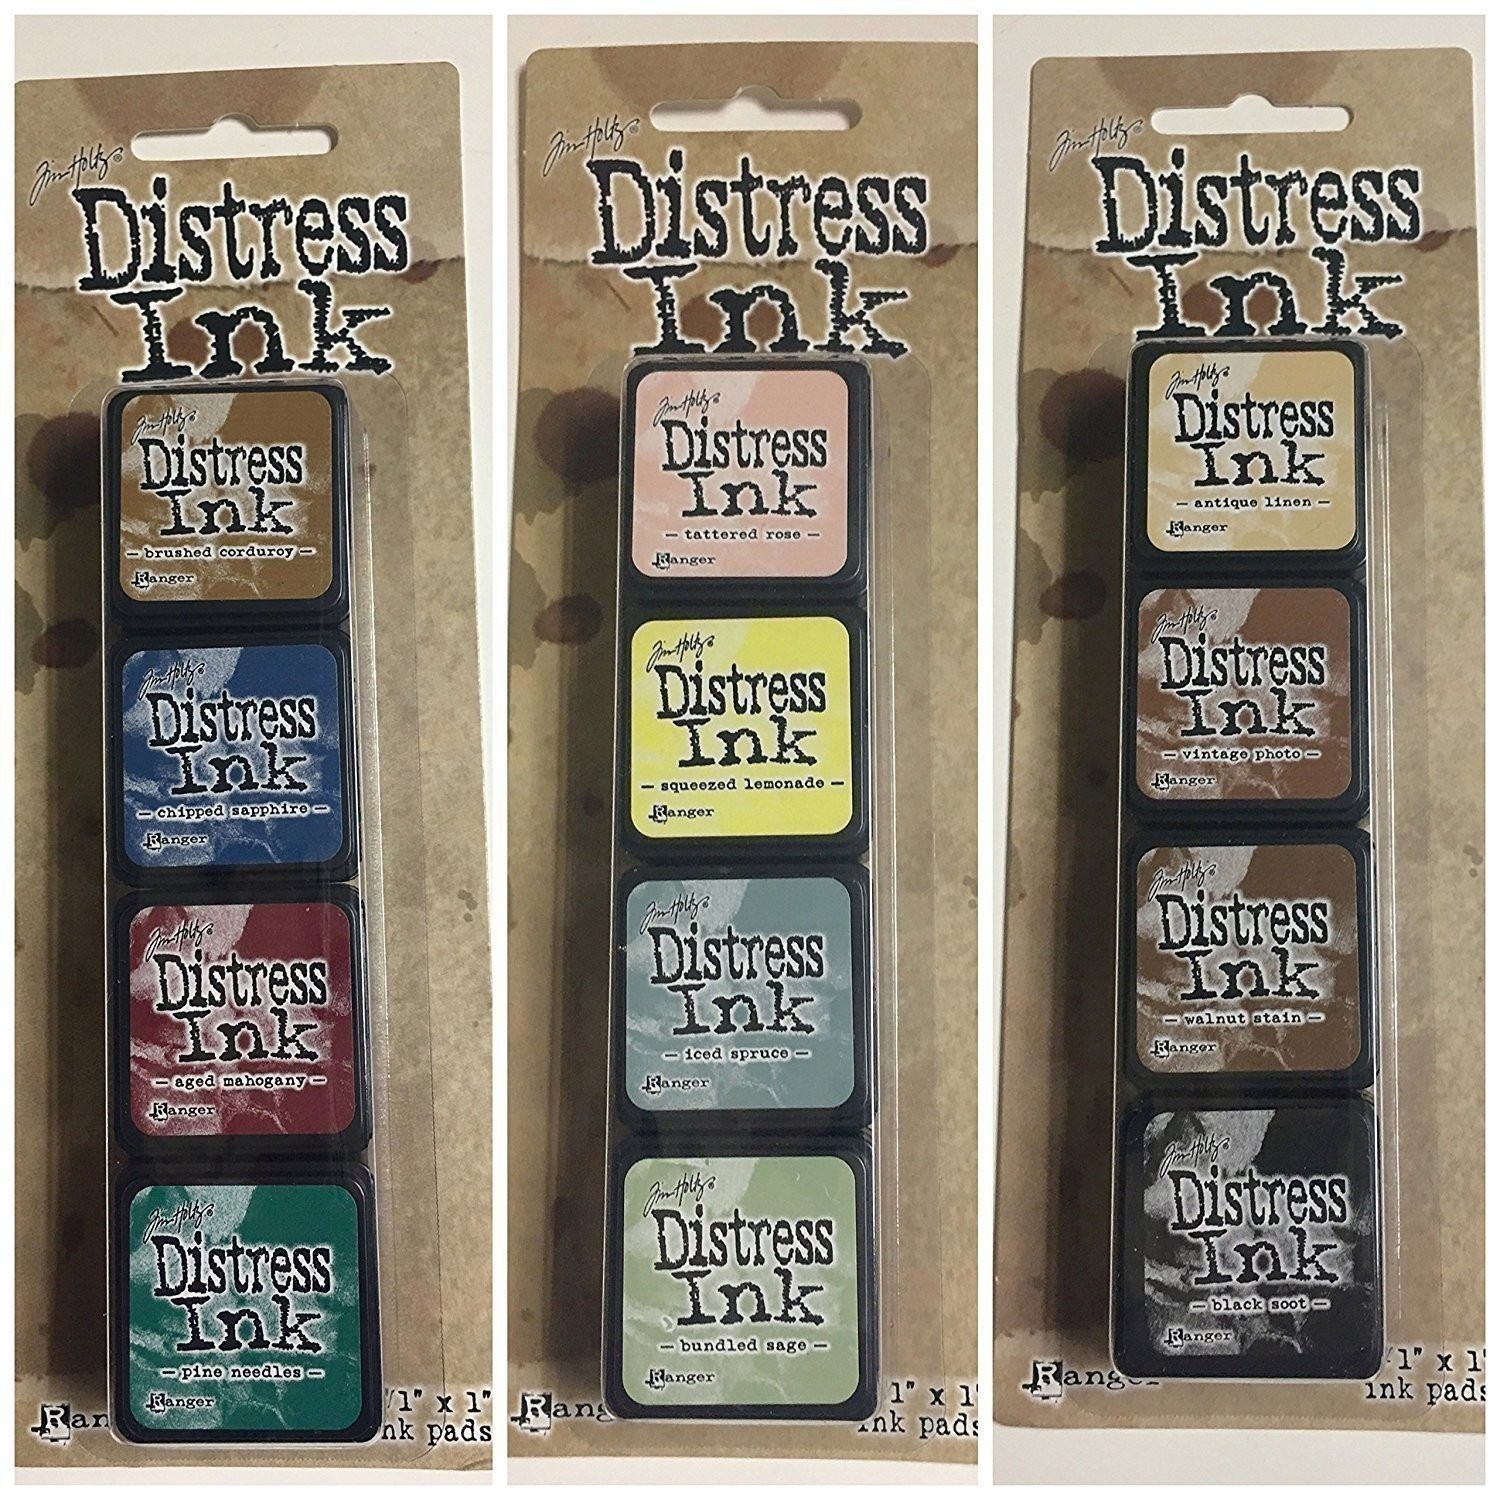 Tim Holtz®
Distress
Ink
Tim Holtz®
Distress
Ink
— brushed corduroy —
Ranger
Tim Holtz®
Distress
Ink
— chipped sapphire —
Ranger
Tim Holtz®
Distress
Ink
— aged mahogany —
Ranger
Tim Holtz®
Distress
Ink
— pine needles —
Ranger
Ran
1" x 1"
nk pads
Tim Holtz®
Distress
Ink
Tim Holtz®
Distress
Ink
— tattered rose —
Ranger
Tim Holtz®
Distress
Ink
— squeezed lemonade —
Ranger
Tim Holtz®
Distress
Ink
— iced spruce —
Ranger
Tim Holtz®
Distress
Ink
— bundled sage —
Ranger
Rang
1" x 1
ink pads
Tim Holtz®
Distress
Ink
Tim Holtz®
Distress
Ink
— antique linen —
Ranger
Tim Holtz®
Distress
Ink
— vintage photo —
Ranger
Tim Holtz®
Distress
Ink
— walnut stain —
Ranger
Tim Holtz®
Distress
Ink
— black soot —
Ranger
Ranger
1" x 1"
ink pads